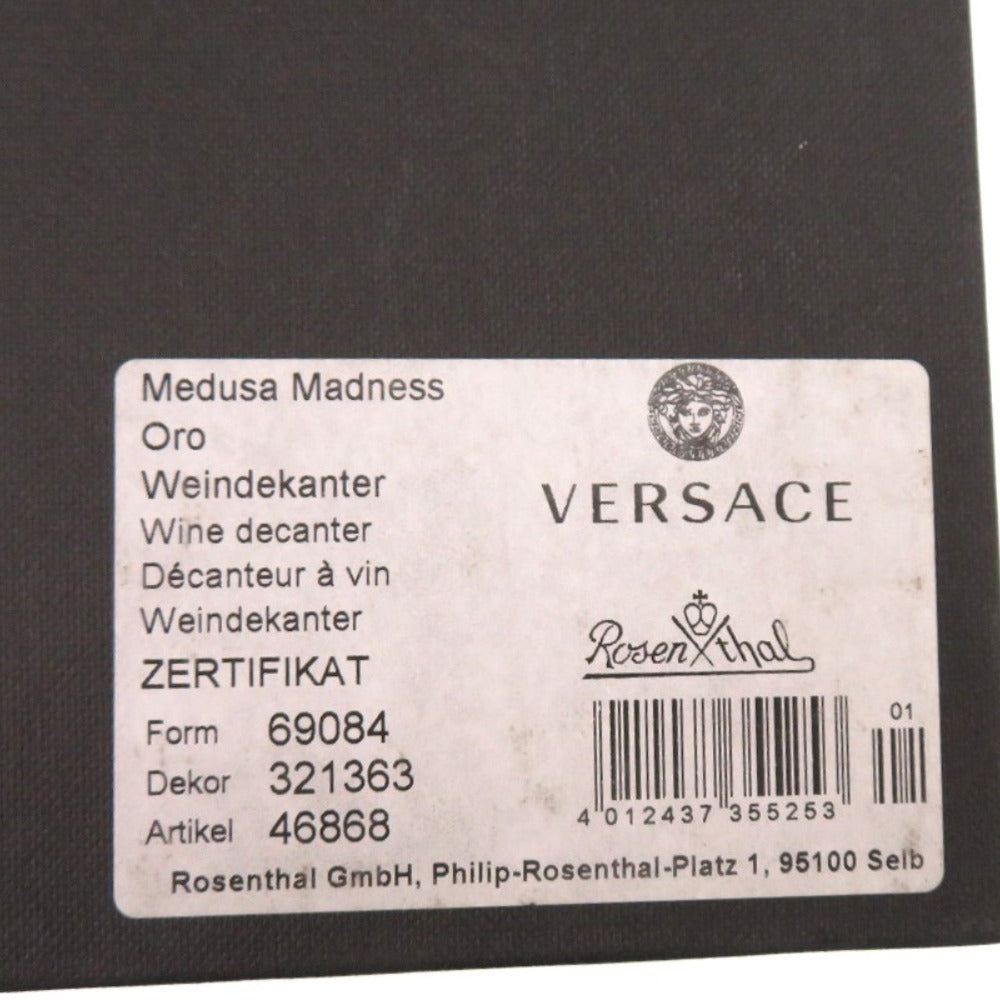 Medusa Madness
Oro
Weindekanter
Wine decanter
Décanteur à vin
Weindekanter
ZERTIFIKAT
Form 69084
Dekor 321363
Artikel 46868
VERSACE
Rosenthal
01
4 012437 355253
Rosenthal GmbH, Philip-Rosenthal-Platz 1, 95100 Selb